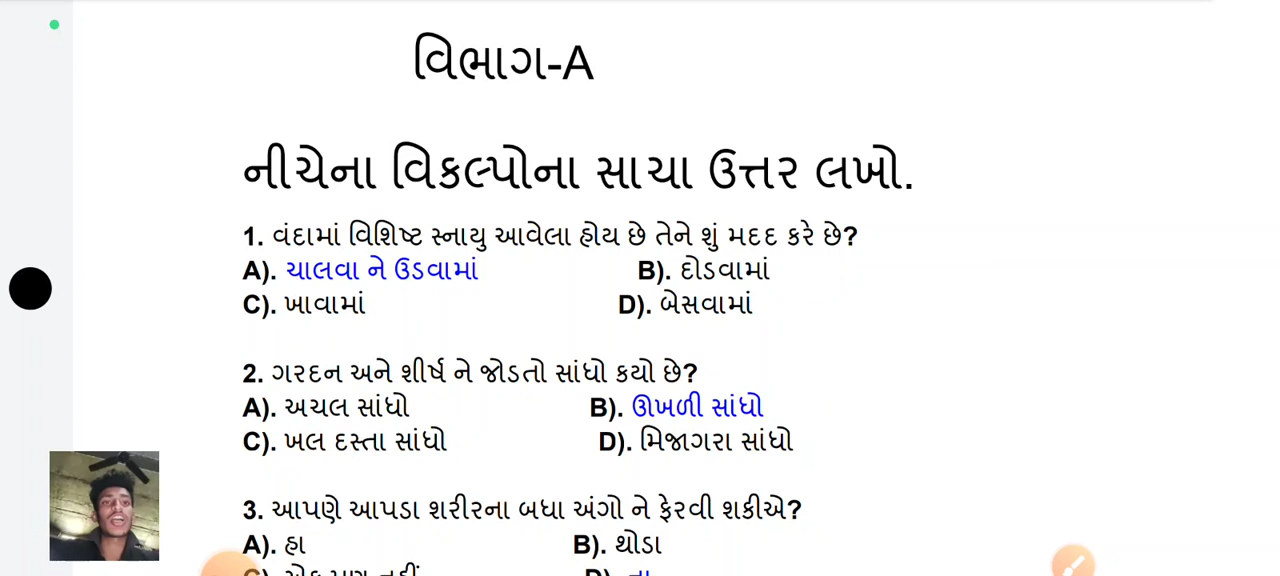 વિભાગ-A
નીચેના વિકલ્પોના સાચા ઉત્તર લખો.
1. વંદામાં વિશિષ્ટ સ્નાયુ આવેલા હોય છે તેને શું મદદ કરે છે?
A). ચાલવા ને ઉડવામાં B). દોડવામાં
C). ખાવામાં D). બેસવામાં
2. ગરદન અને શીર્ષ ને જોડતો સાંધો કયો છે?
A). અચલ સાંધો B). ઊખળી સાંધો
C). ખલ દસ્તા સાંધો D). મિજાગરા સાંધો
3. આપણે આપડા શરીરના બધા અંગો ને ફેરવી શકીએ?
A). હા B). થોડા